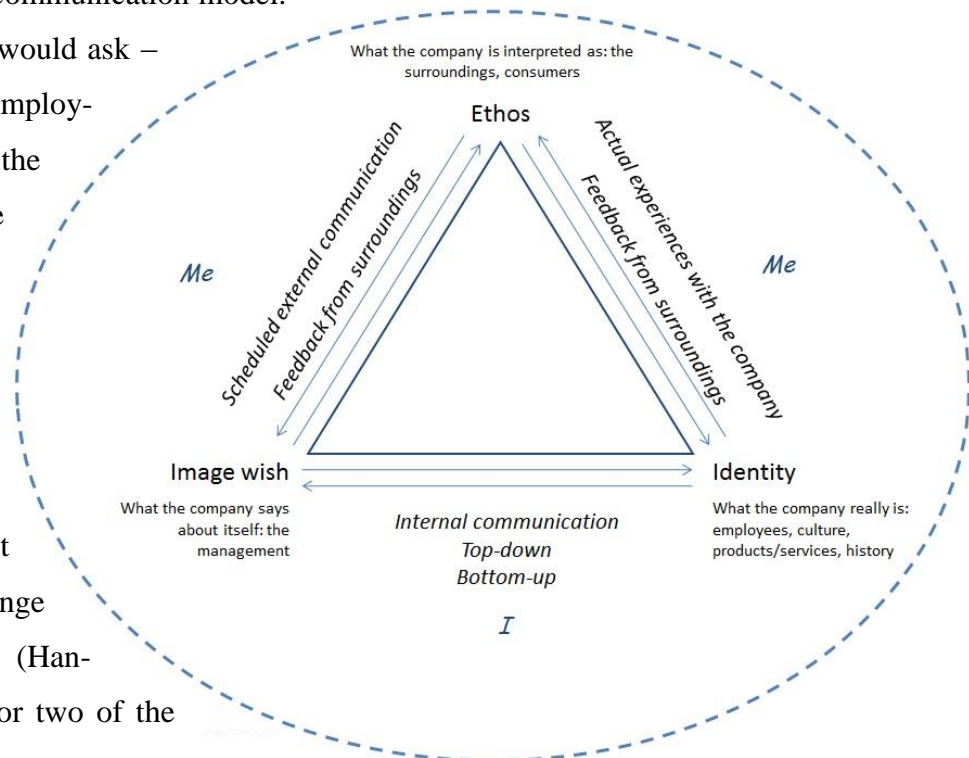 communication model.
would ask –
mploy-
the
e
t
nge
(Han-
or two of the
What the company is interpreted as: the
surroundings, consumers
Ethos
Scheduled external communication
Feedback from surroundings
Actual experiences with the company
Feedback from surroundings
Me
Me
Image wish
What the company says
about itself: the
management
Identity
What the company really is:
employees, culture,
products/services, history
Internal communication
Top-down
Bottom-up
I